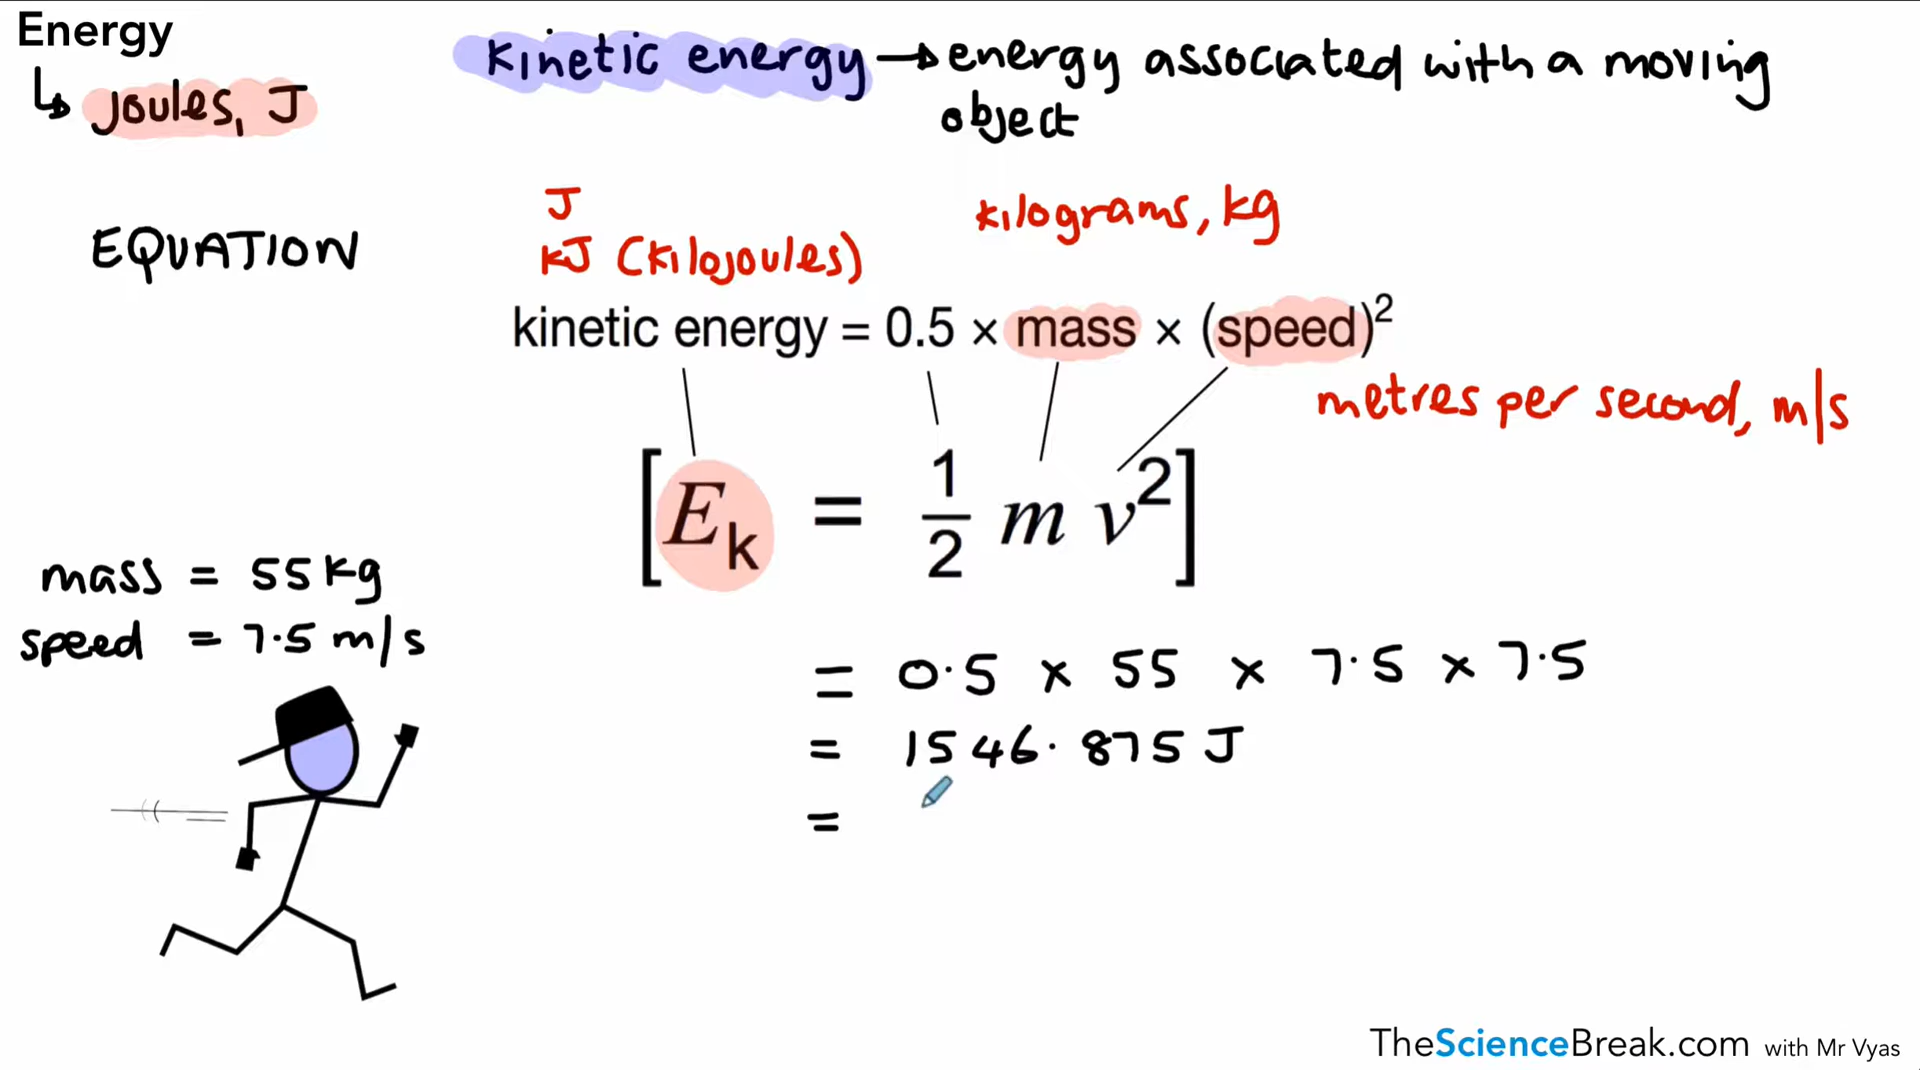 Energy
↳ joules, J
kinetic energy → energy associated with a moving
object
EQUATION
J
kJ (kilojoules)
kilograms, kg
kinetic energy = 0.5 × mass × (speed)²
metres per second, m/s
[Eₖ = 1/2 m v²]
mass = 55 kg
speed = 7.5 m/s
= 0.5 × 55 × 7.5 × 7.5
= 1546.875 J
=
TheScienceBreak.com with Mr Vyas